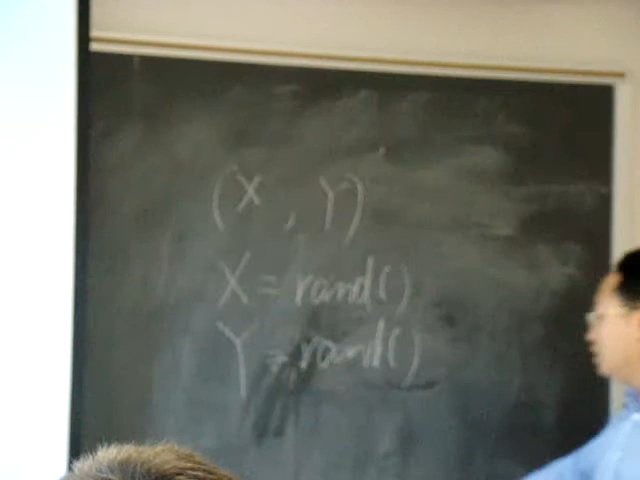 (X, Y)
X = rand()
Y = rand()